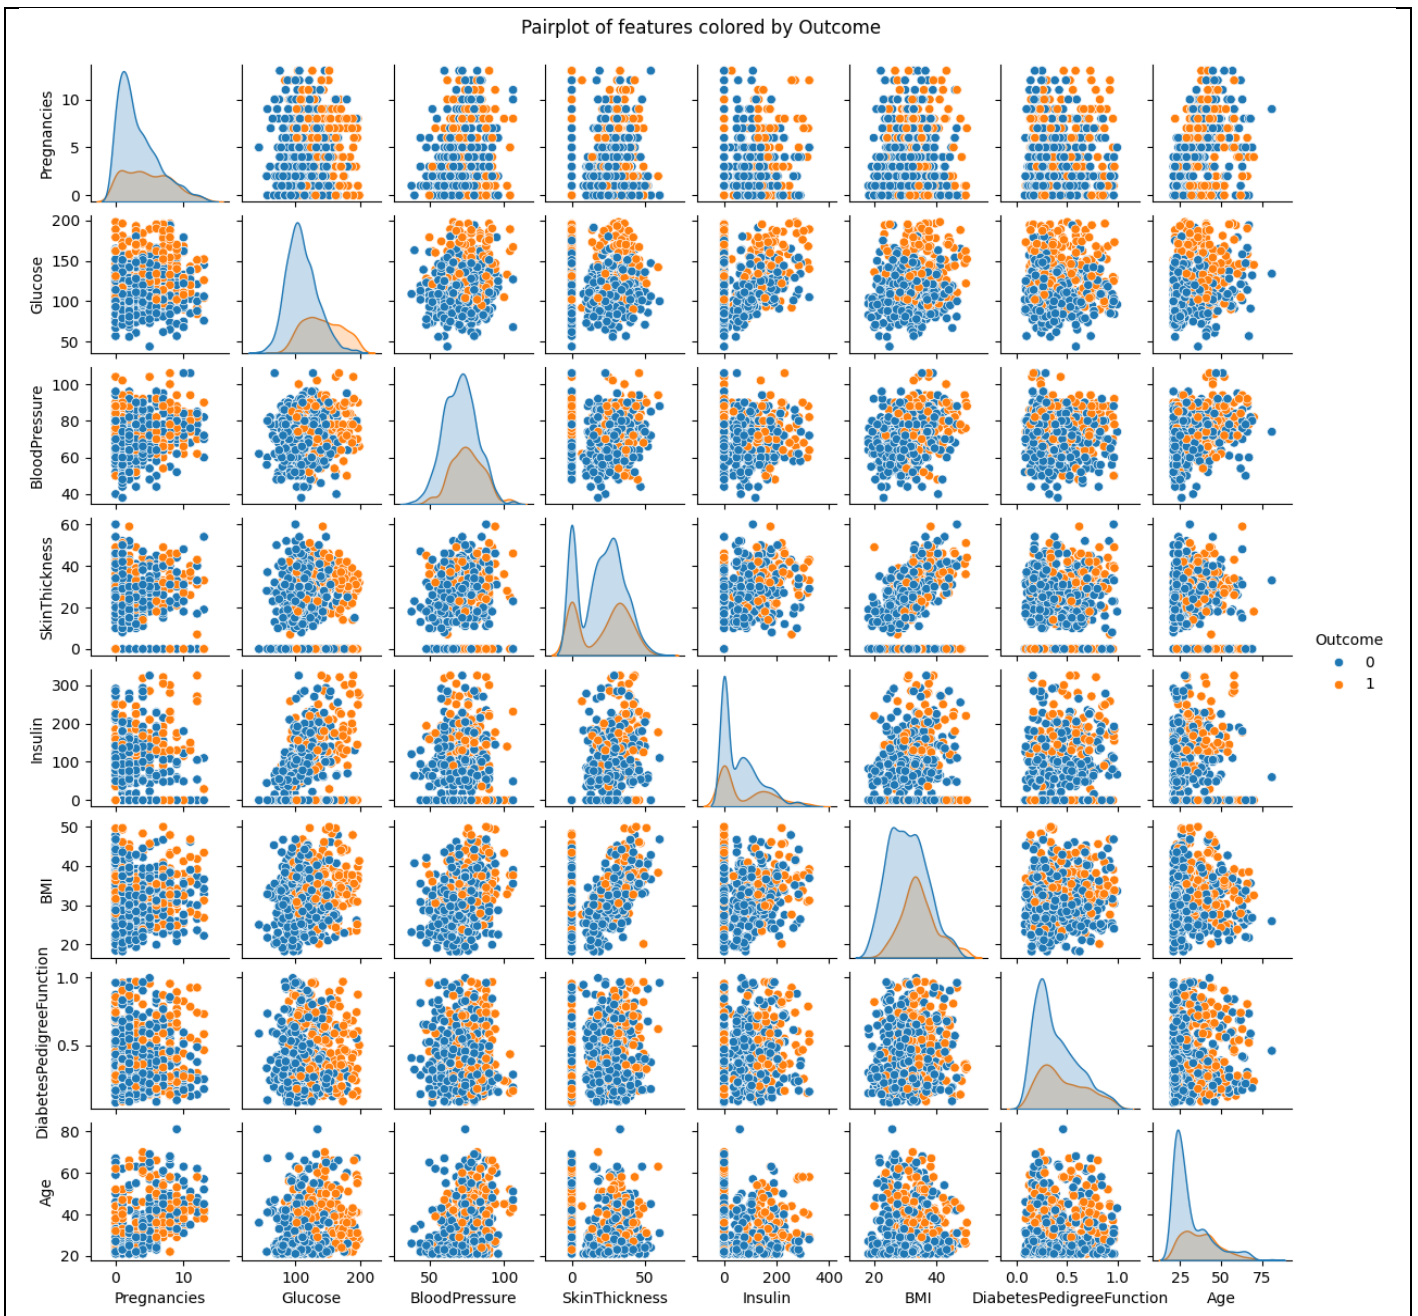 Pairplot of features colored by Outcome
Pregnancies
10
5
0
Glucose
200
150
100
50
BloodPressure
100
80
60
40
SkinThickness
60
40
20
0
Outcome
0
1
Insulin
300
200
100
0
BMI
50
40
30
20
DiabetesPedigreeFunction
1.0
0.5
Age
80
60
40
20
0 10
100 200
50 100
0 50
0 200 400
20 40
0.0 0.5 1.0
25 50 75
Pregnancies Glucose BloodPressure SkinThickness Insulin BMI DiabetesPedigreeFunction Age